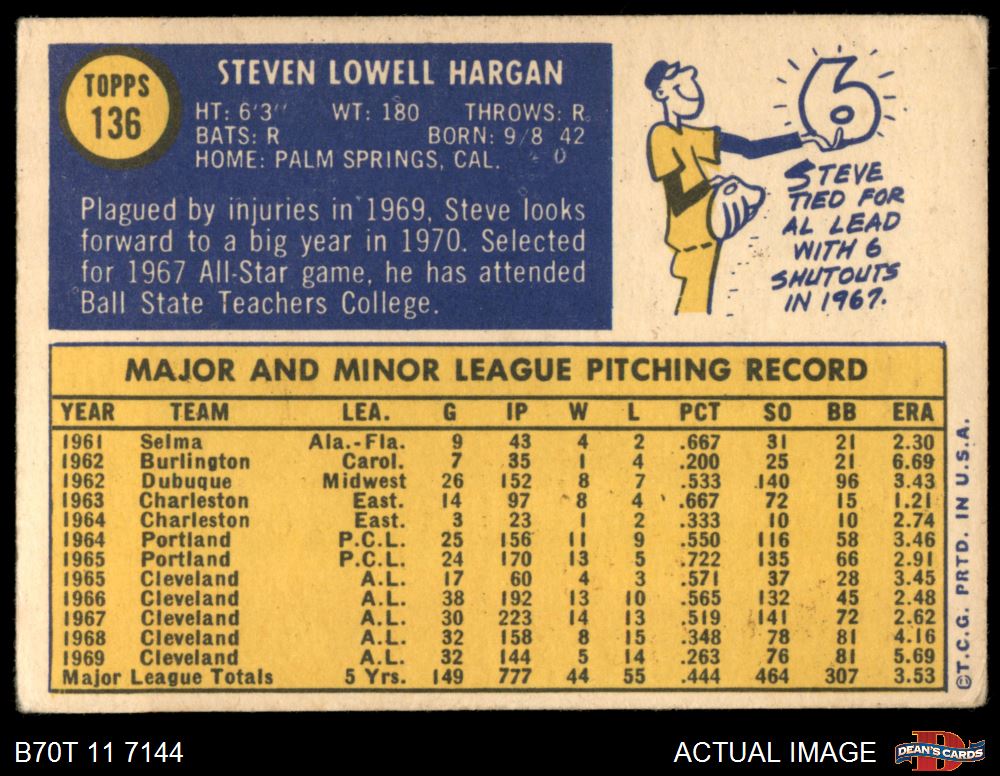 TOPPS
136
STEVEN LOWELL HARGAN
HT: 6'3" WT: 180 THROWS: R
BATS: R BORN: 9/8 42
HOME: PALM SPRINGS, CAL.
Plagued by injuries in 1969, Steve looks
forward to a big year in 1970. Selected
for 1967 All-Star game, he has attended
Ball State Teachers College.
6
STEVE
TIED FOR
AL LEAD
WITH 6
SHUTOUTS
IN 1967.
MAJOR AND MINOR LEAGUE PITCHING RECORD
YEAR TEAM LEA. G IP W L PCT SO BB ERA
1961 Selma Ala.-Fla. 9 43 4 2 .667 31 21 2.30
1962 Burlington Carol. 7 35 1 4 .200 25 21 6.69
1962 Dubuque Midwest 26 152 8 7 .533 140 96 3.43
1963 Charleston East. 14 97 8 4 .667 72 15 1.21
1964 Charleston East. 3 23 1 2 .333 10 10 2.74
1964 Portland P.C.L. 25 156 11 9 .550 116 58 3.46
1965 Portland P.C.L. 24 170 13 5 .722 135 66 2.91
1965 Cleveland A.L. 17 60 4 3 .571 37 28 3.45
1966 Cleveland A.L. 38 192 13 10 .565 132 45 2.48
1967 Cleveland A.L. 30 223 14 13 .519 141 72 2.62
1968 Cleveland A.L. 32 158 8 15 .348 78 81 4.16
1969 Cleveland A.L. 32 144 5 14 .263 76 81 5.69
Major League Totals 5 Yrs. 149 777 44 55 .444 464 307 3.53
©T.C.G. PRTD. IN U.S.A.
B70T 11 7144
ACTUAL IMAGE
DEAN'S CARDS